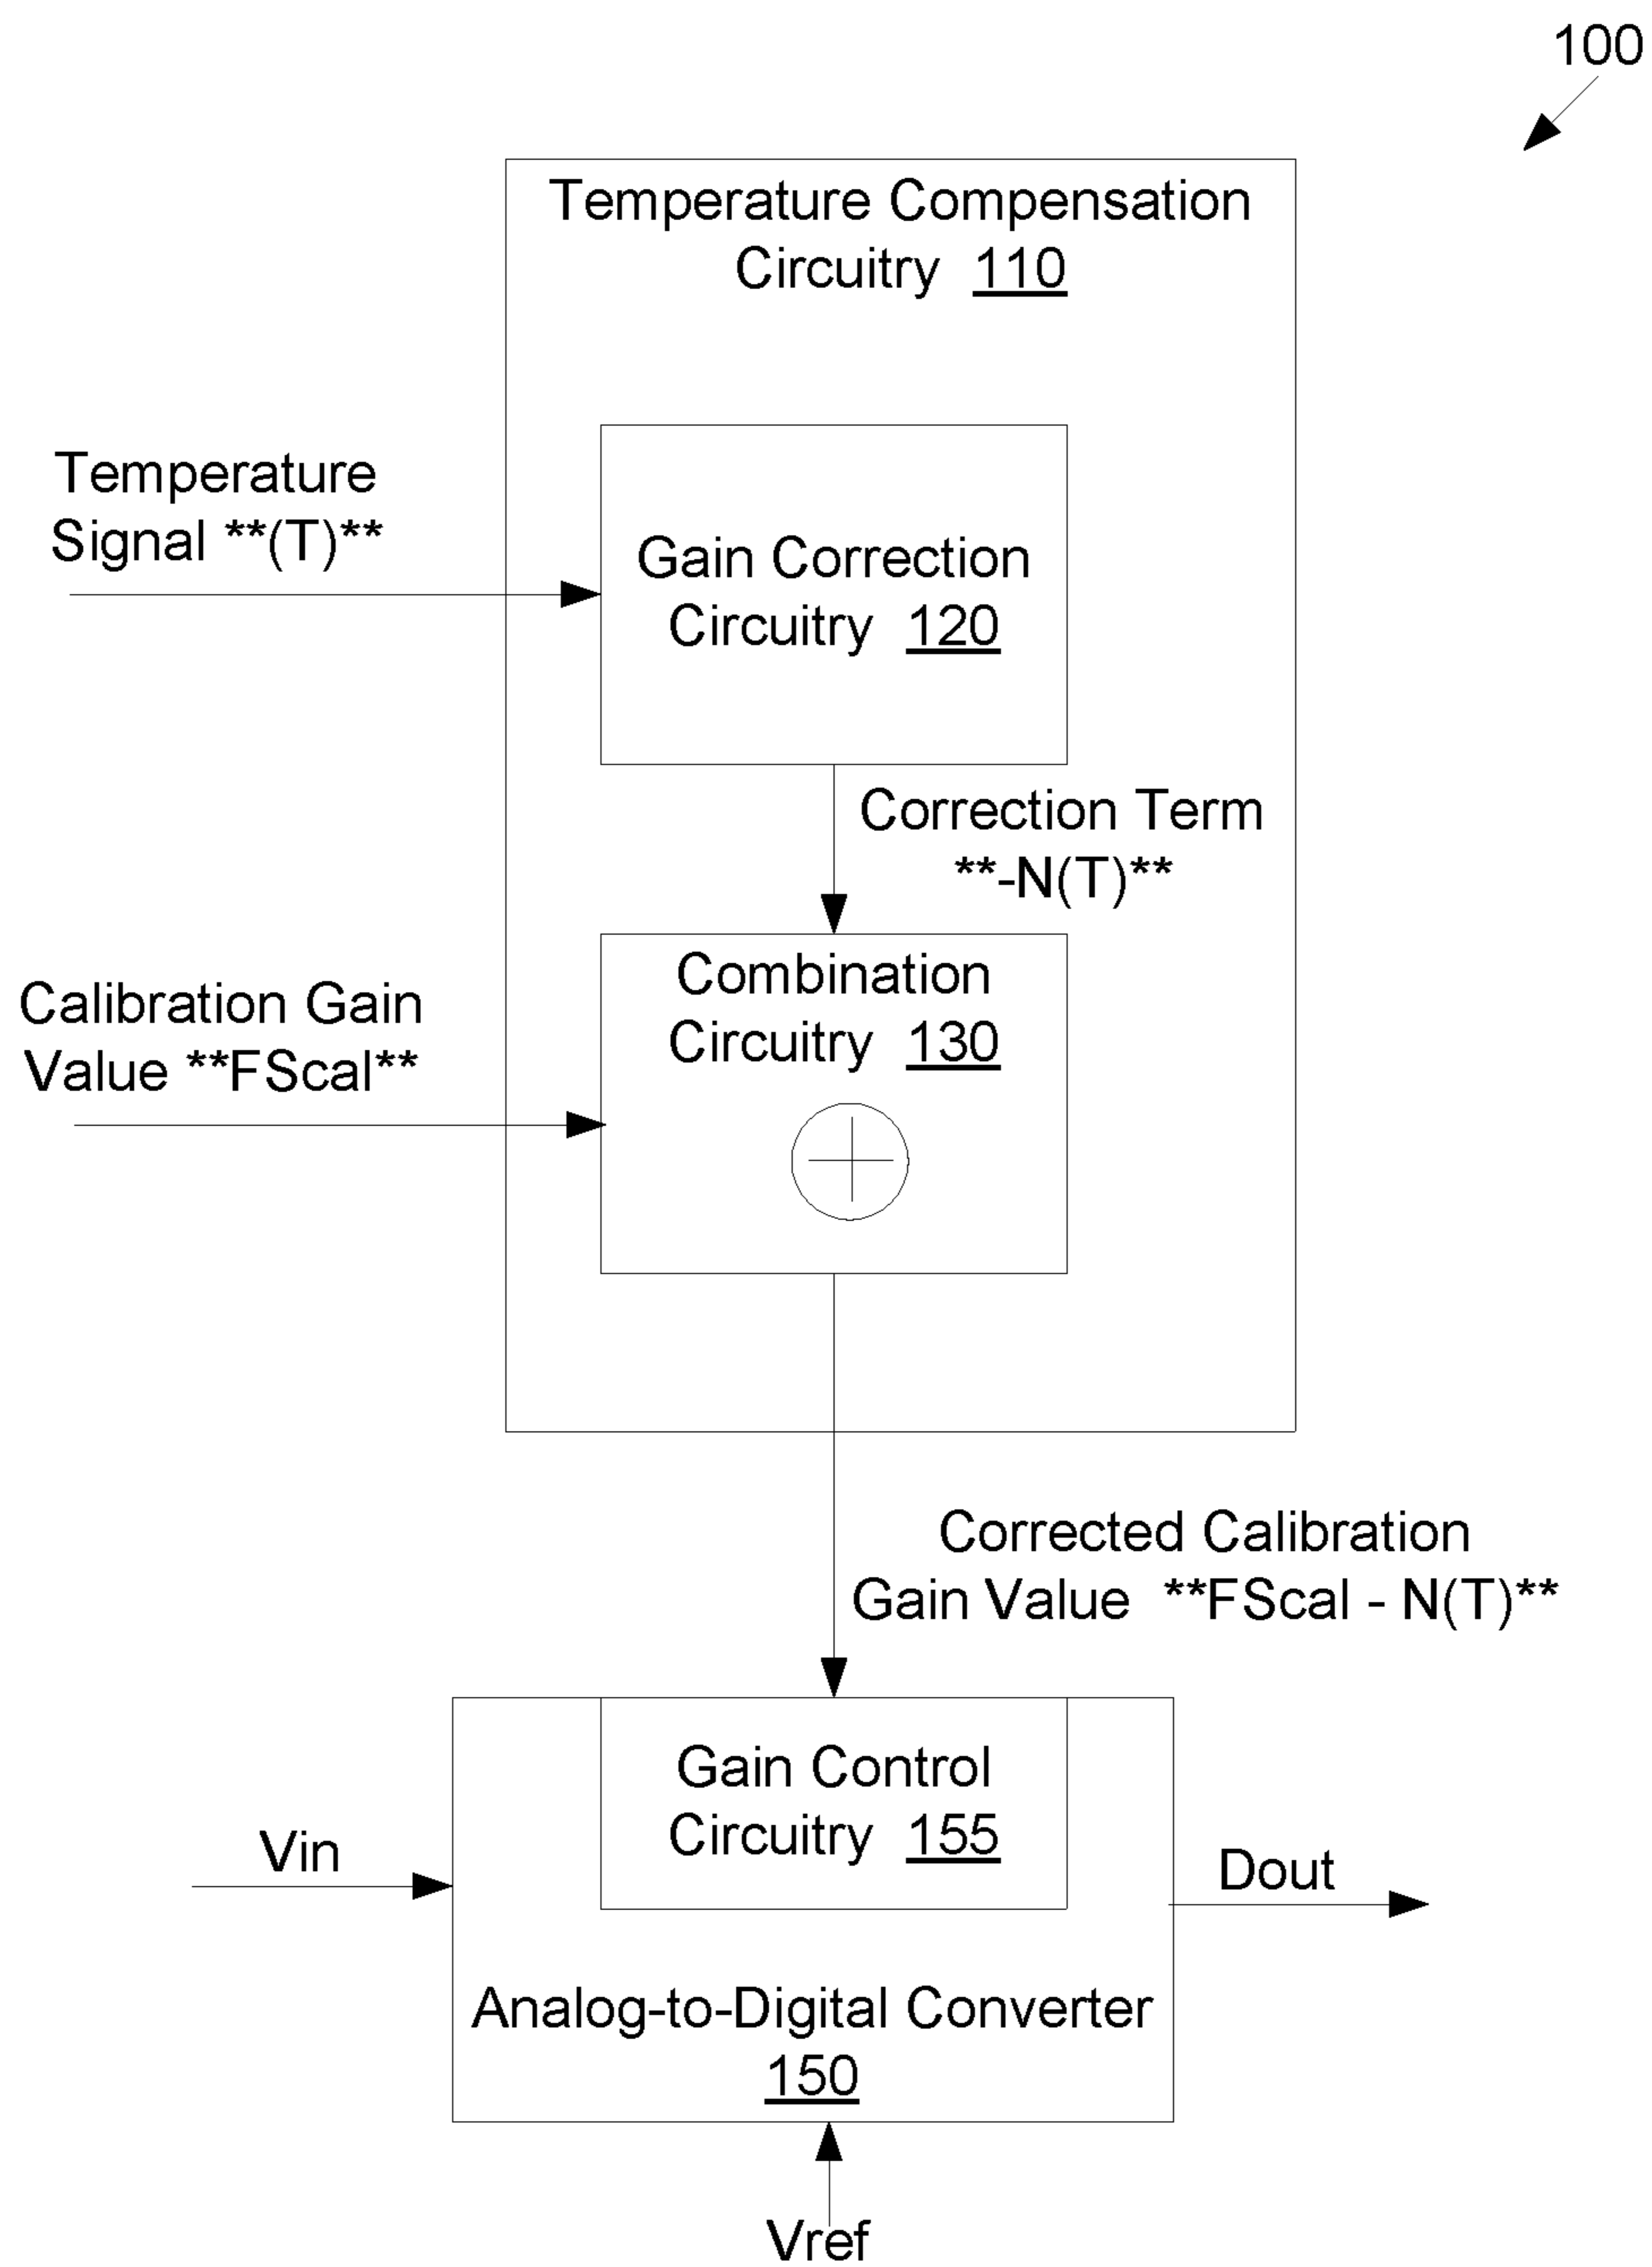 100
Temperature Compensation
Circuitry 110
Temperature
Signal **(T)**
Gain Correction
Circuitry 120
Correction Term
**-N(T)**
Calibration Gain
Value **FScal**
Combination
Circuitry 130
Corrected Calibration
Gain Value **FScal - N(T)**
Gain Control
Circuitry 155
Vin
Dout
Analog-to-Digital Converter
150
Vref